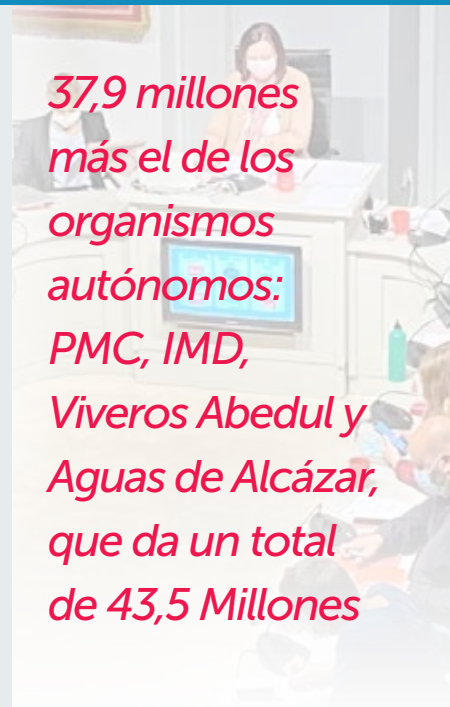 37,9 millones
más el de los
organismos
autónomos:
PMC, IMD,
Viveros Abedul y
Aguas de Alcázar,
que da un total
de 43,5 Millones